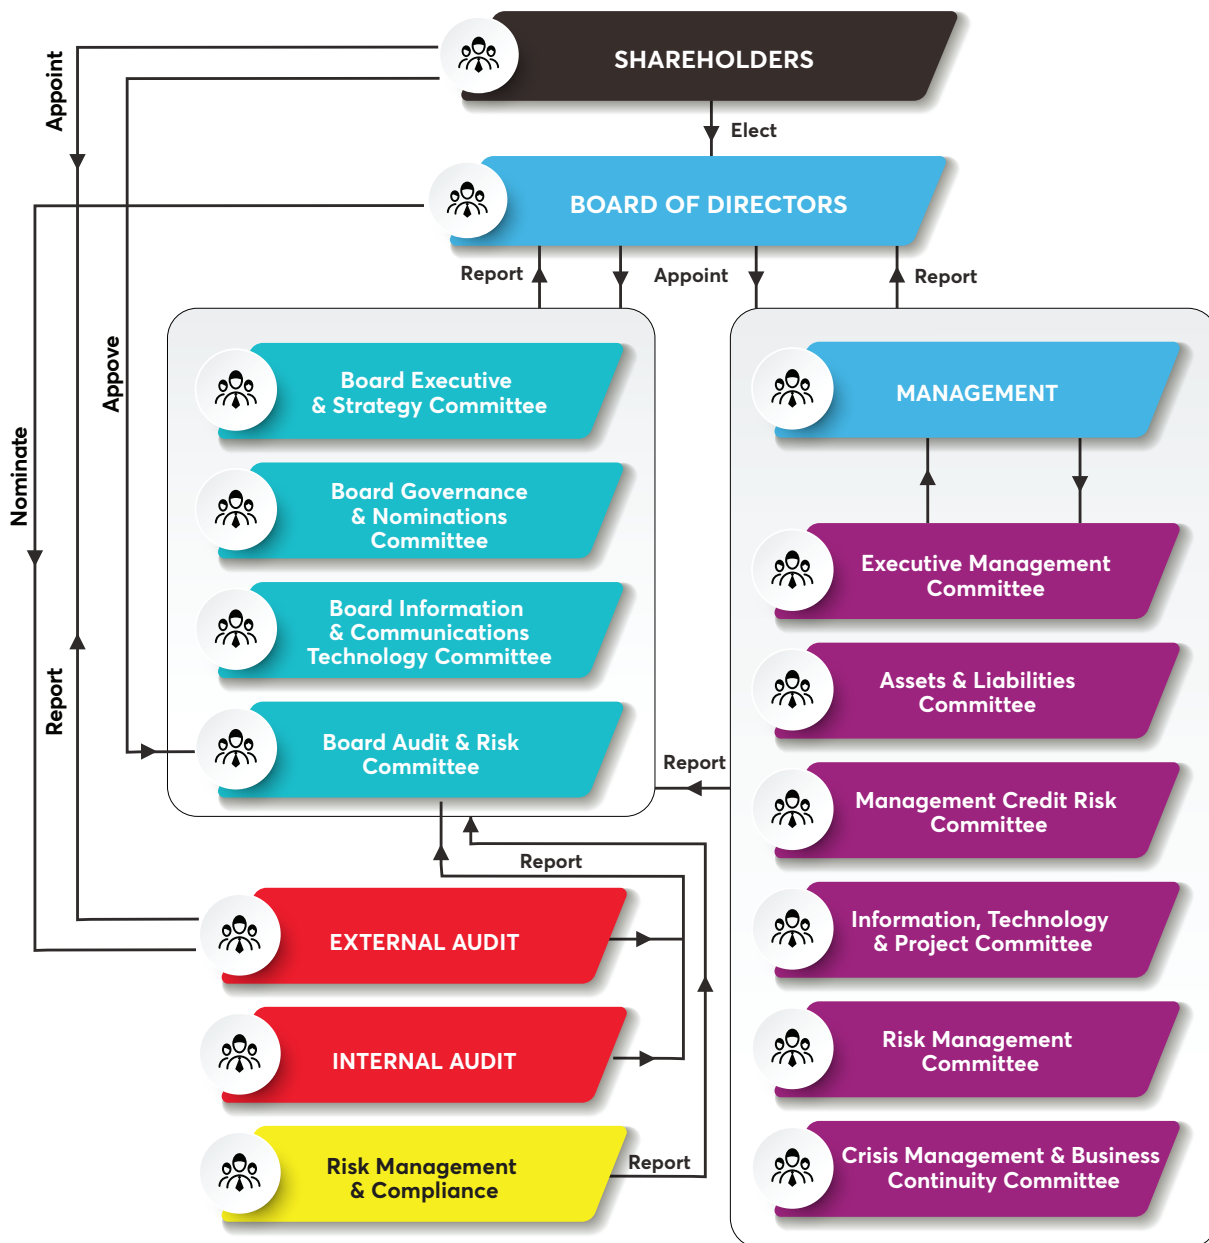 SHAREHOLDERS
Appoint
Elect
BOARD OF DIRECTORS
Report
Appoint
Report
Appove
Nominate
Report
Board Executive
& Strategy Committee
Board Governance
& Nominations
Committee
Board Information
& Communications
Technology Committee
Board Audit & Risk
Committee
Report
MANAGEMENT
Executive Management
Committee
Assets & Liabilities
Committee
Management Credit Risk
Committee
Information, Technology
& Project Committee
Risk Management
Committee
Crisis Management & Business
Continuity Committee
Report
EXTERNAL AUDIT
INTERNAL AUDIT
Risk Management
& Compliance
Report